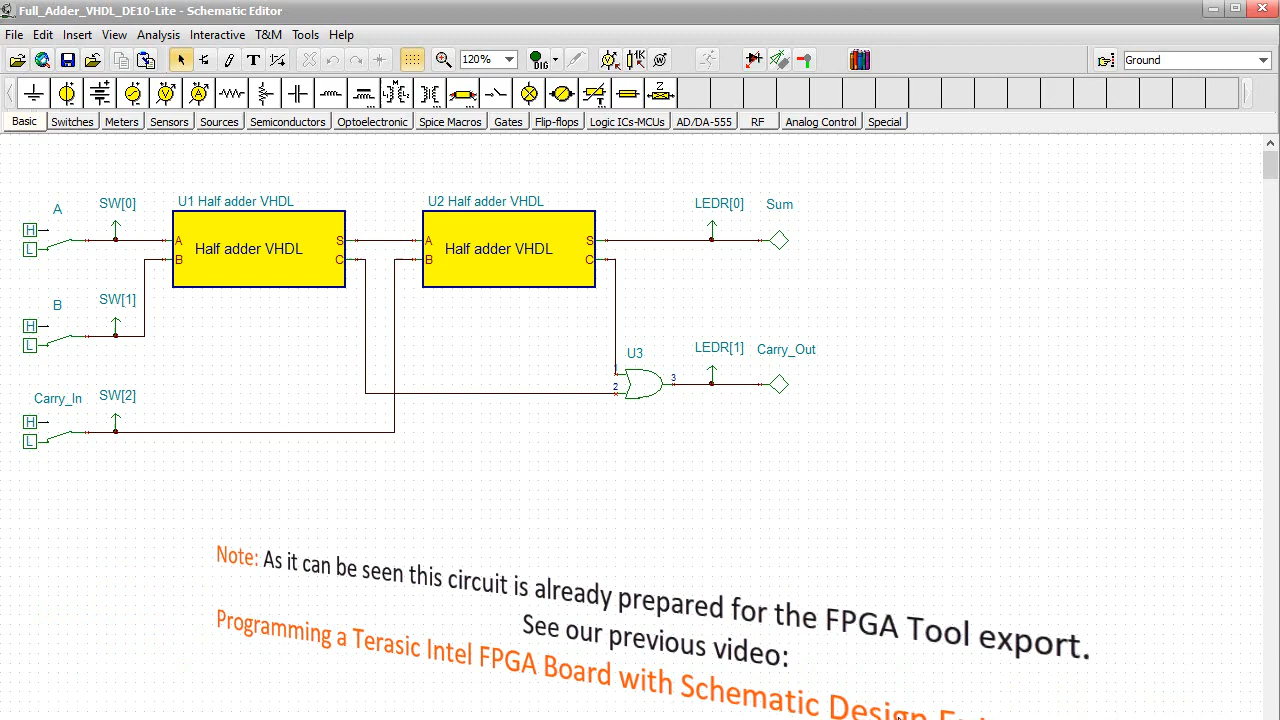 Full_Adder_VHDL_DE10-Lite - Schematic Editor
File Edit Insert View Analysis Interactive T&M Tools Help
120% DIG Ground
Basic Switches Meters Sensors Sources Semiconductors Optoelectronic Spice Macros Gates Flip-flops Logic ICs-MCUs AD/DA-555 RF Analog Control Special
A SW[0] U1 Half adder VHDL U2 Half adder VHDL LEDR[0] Sum
H
L A Half adder VHDL S A Half adder VHDL S
B C B C
B SW[1]
H
L
U3 LEDR[1] Carry_Out
1
2 3
Carry_In SW[2]
H
L
Note: As it can be seen this circuit is already prepared for the FPGA Tool export.
See our previous video:
Programming a Terasic Intel FPGA Board with Schematic Design